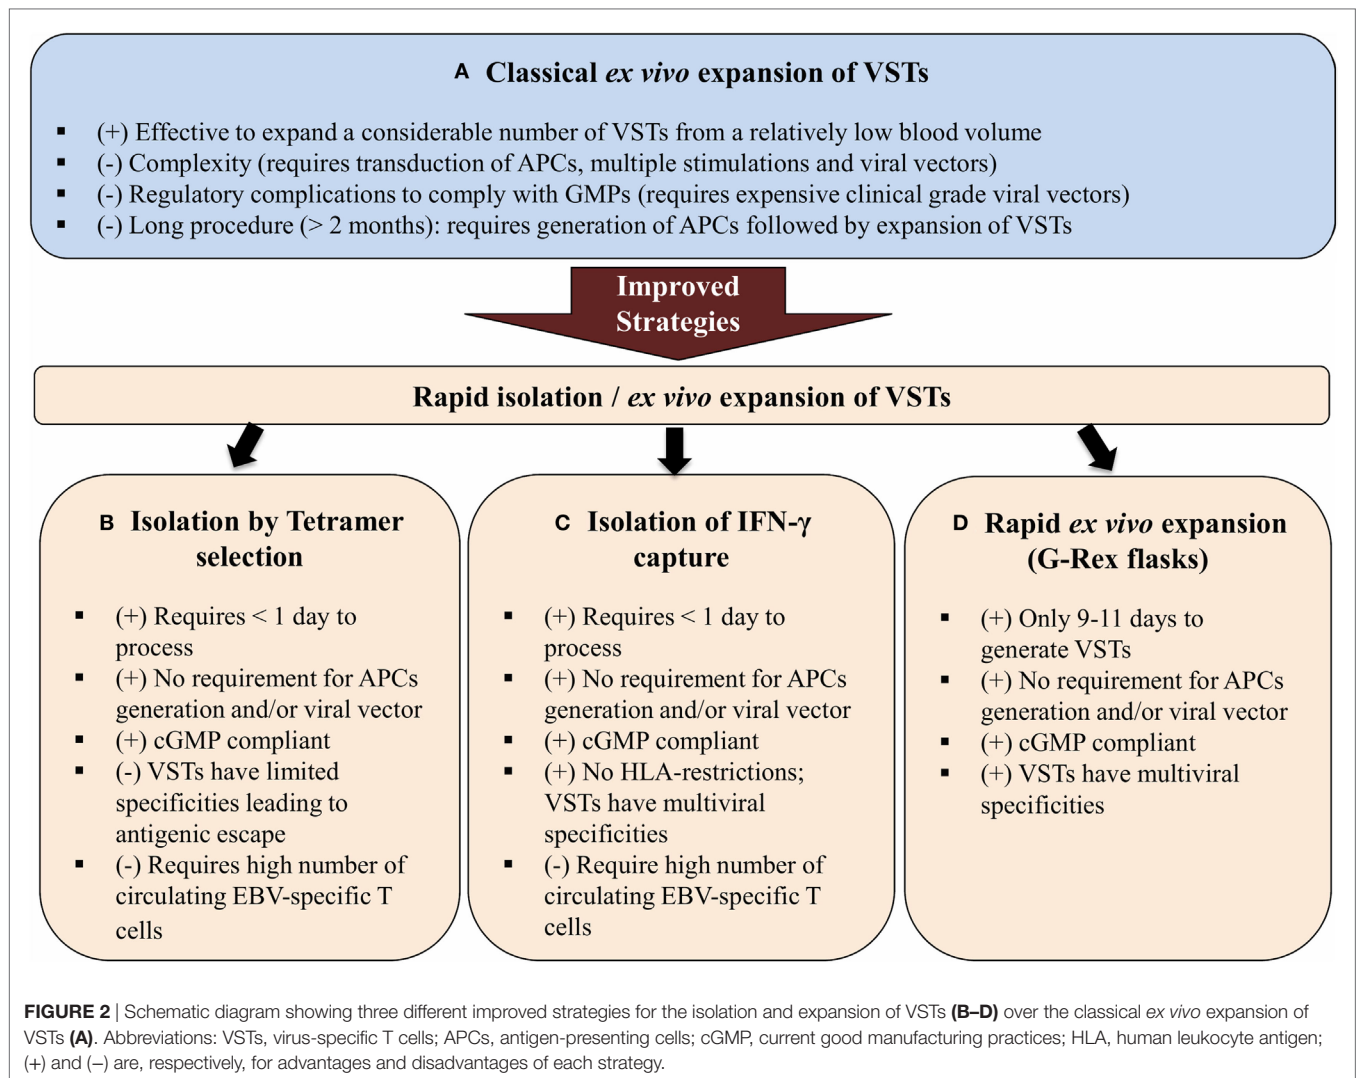 A Classical ex vivo expansion of VSTs
▪ (+) Effective to expand a considerable number of VSTs from a relatively low blood volume
▪ (-) Complexity (requires transduction of APCs, multiple stimulations and viral vectors)
▪ (-) Regulatory complications to comply with GMPs (requires expensive clinical grade viral vectors)
▪ (-) Long procedure (> 2 months): requires generation of APCs followed by expansion of VSTs
Improved
Strategies
Rapid isolation / ex vivo expansion of VSTs
B Isolation by Tetramer
selection
▪ (+) Requires < 1 day to
process
▪ (+) No requirement for APCs
generation and/or viral vector
▪ (+) cGMP compliant
▪ (-) VSTs have limited
specificities leading to
antigenic escape
▪ (-) Requires high number of
circulating EBV-specific T
cells
C Isolation of IFN-γ
capture
▪ (+) Requires < 1 day to
process
▪ (+) No requirement for APCs
generation and/or viral vector
▪ (+) cGMP compliant
▪ (+) No HLA-restrictions;
VSTs have multiviral
specificities
▪ (-) Require high number of
circulating EBV-specific T
cells
D Rapid ex vivo expansion
(G-Rex flasks)
▪ (+) Only 9-11 days to
generate VSTs
▪ (+) No requirement for APCs
generation and/or viral vector
▪ (+) cGMP compliant
▪ (+) VSTs have multiviral
specificities
FIGURE 2 | Schematic diagram showing three different improved strategies for the isolation and expansion of VSTs (B–D) over the classical ex vivo expansion of
VSTs (A). Abbreviations: VSTs, virus-specific T cells; APCs, antigen-presenting cells; cGMP, current good manufacturing practices; HLA, human leukocyte antigen;
(+) and (−) are, respectively, for advantages and disadvantages of each strategy.